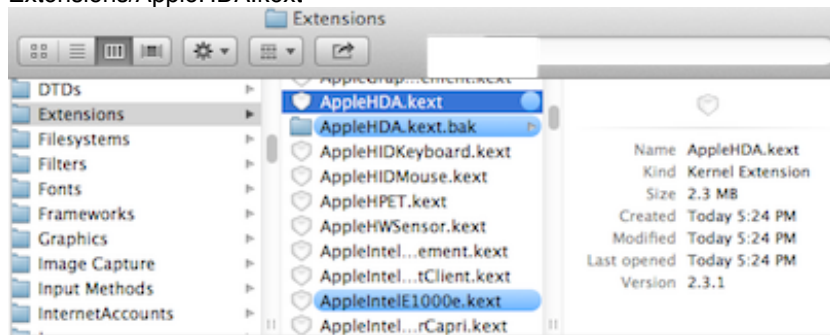 Extensions/AppleHDA.kext
Extensions
DTDs
Extensions
Filesystems
Filters
Fonts
Frameworks
Graphics
Image Capture
Input Methods
InternetAccounts
AppleHDA.kext
AppleHDA.kext.bak
AppleHIDKeyboard.kext
AppleHIDMouse.kext
AppleHPET.kext
AppleHWSensor.kext
AppleIntel...ement.kext
AppleIntel...tClient.kext
AppleIntelE1000e.kext
AppleIntel...rCapri.kext
Name AppleHDA.kext
Kind Kernel Extension
Size 2.3 MB
Created Today 5:24 PM
Modified Today 5:24 PM
Last opened Today 5:24 PM
Version 2.3.1